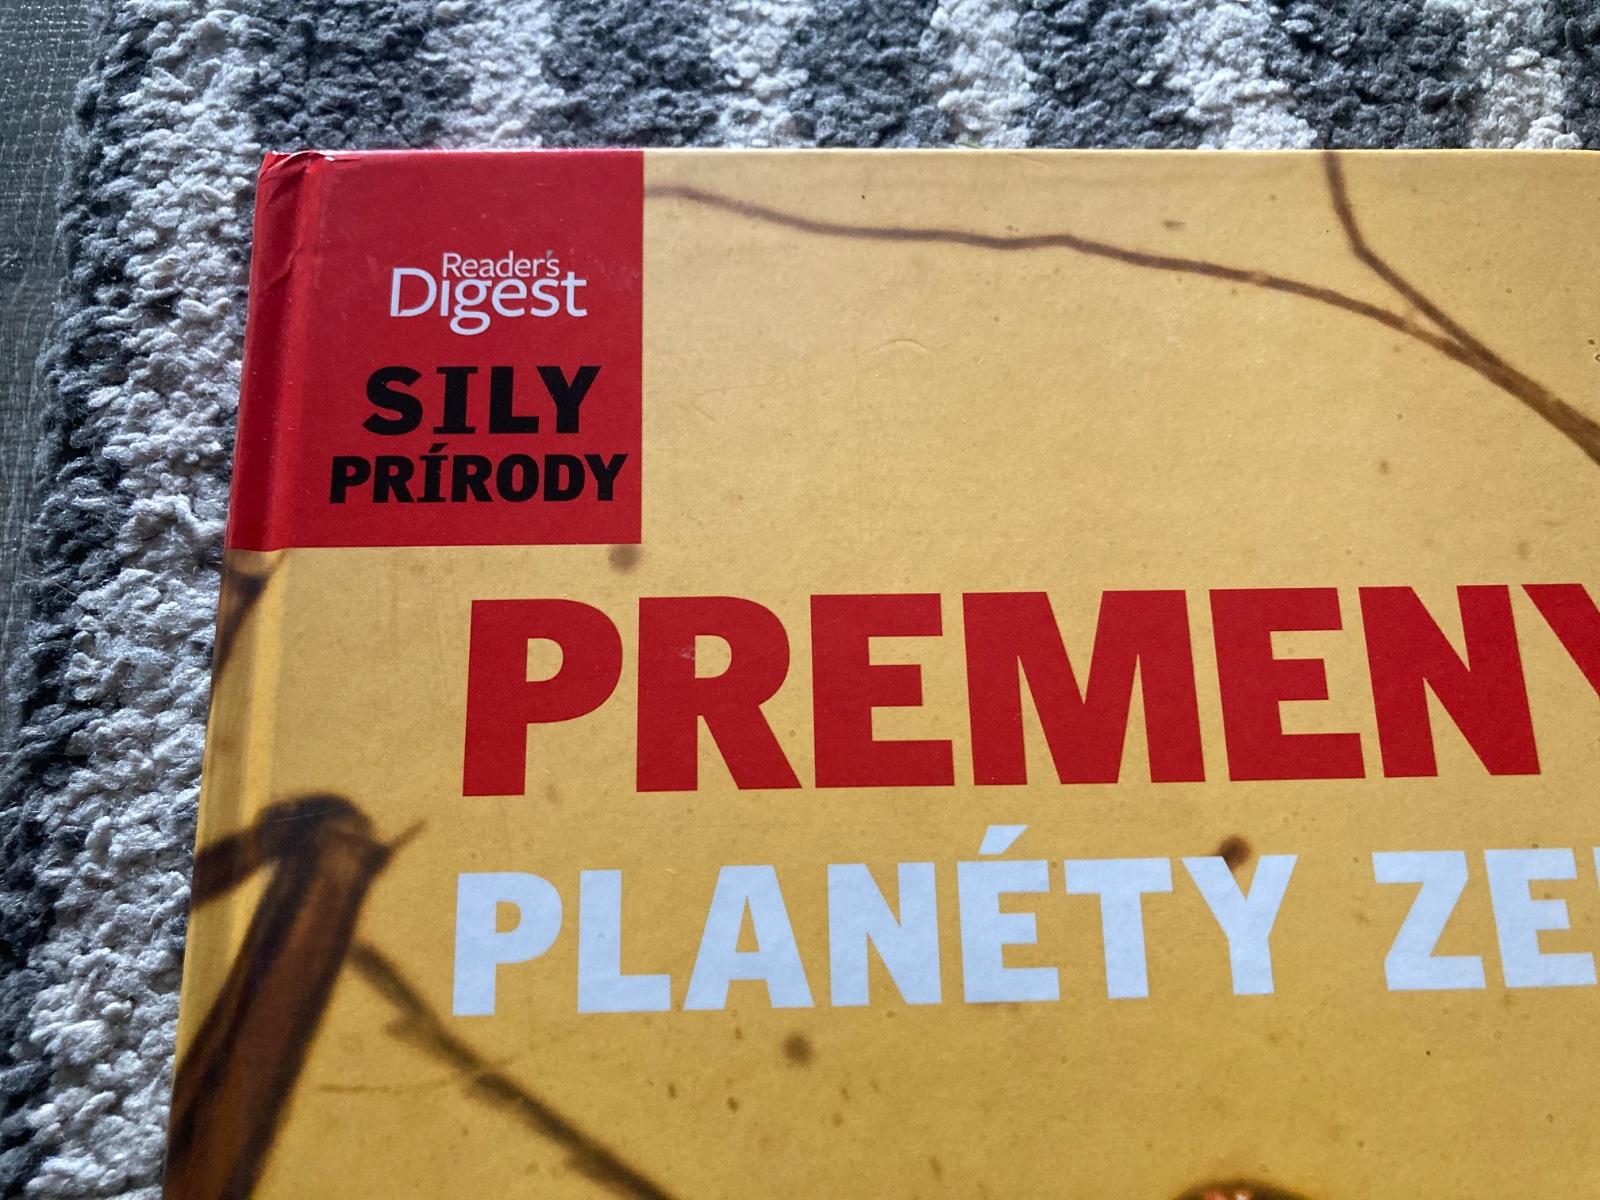 Reader's
Digest
SILY
PRÍRODY
PREMENY
PLANÉTY